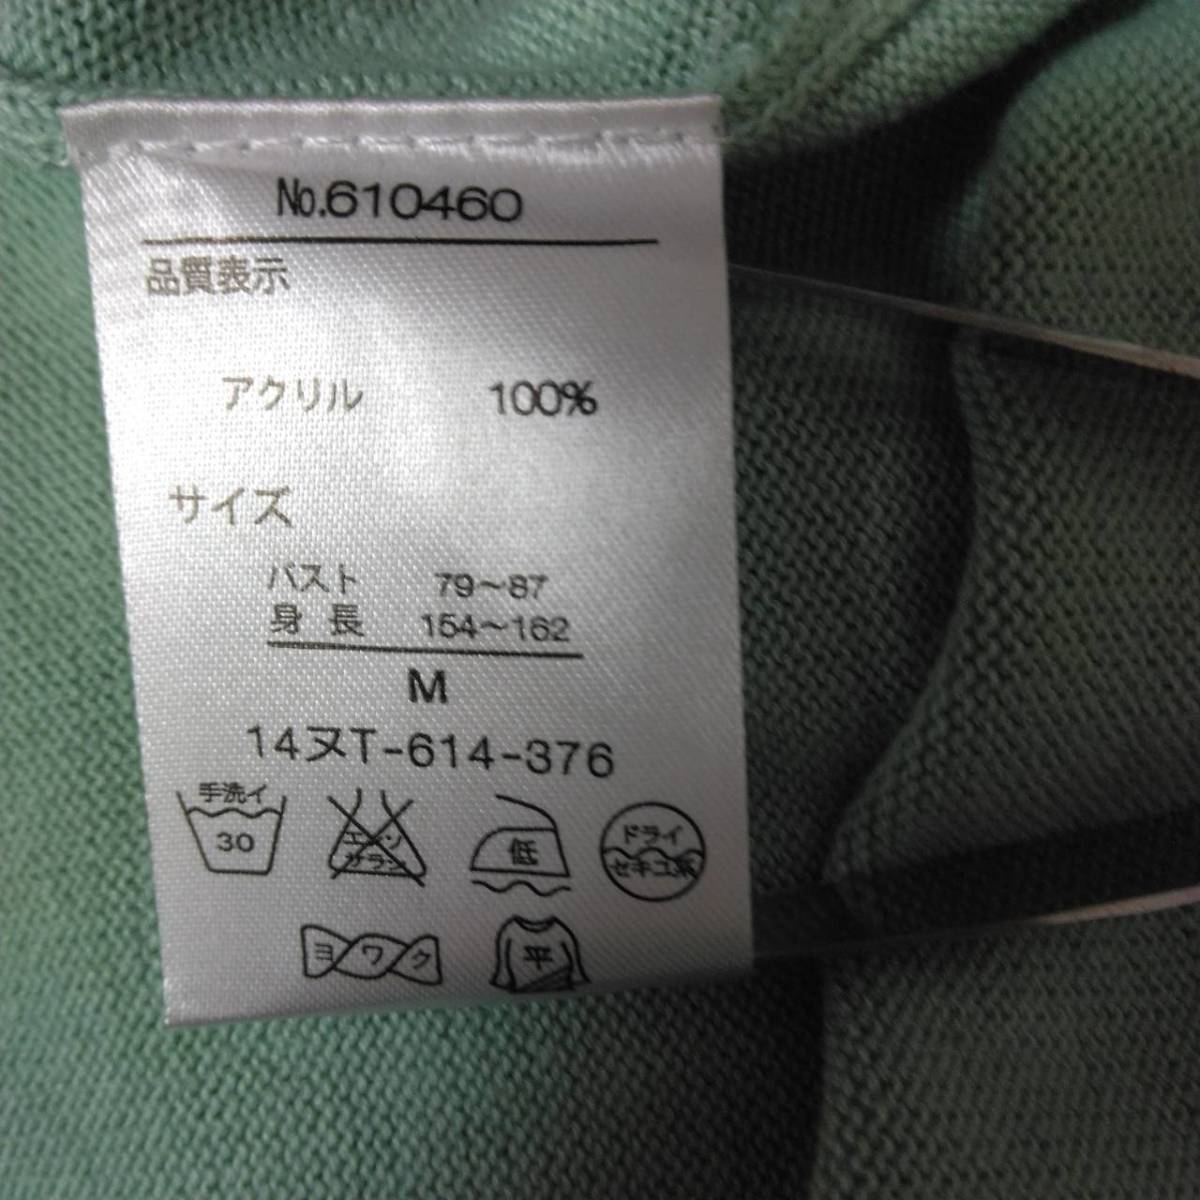 №.610460
品質表示
アクリル 100%
サイズ
バスト 79～87
身長 154～162
M
14ヌT-614-376
手洗イ
30
エンソ
サラシ
低
ドライ
セキユ系
ヨワク
平